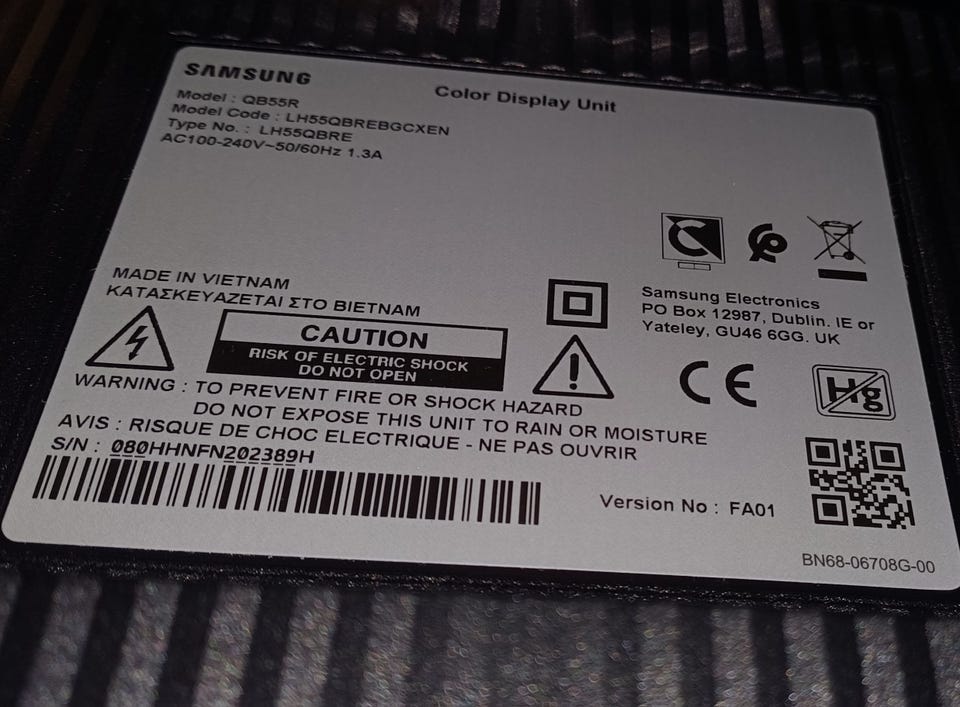 SAMSUNG
Color Display Unit
Model : QB55R
Model Code : LH55QBREBGCXEN
Type No. : LH55QBRE
AC100-240V~50/60Hz 1.3A
MADE IN VIETNAM
ΚΑΤΑΣΚΕΥΑΖΕΤΑΙ ΣΤΟ ΒΙΕΤΝΑΜ
CAUTION
RISK OF ELECTRIC SHOCK
DO NOT OPEN
WARNING : TO PREVENT FIRE OR SHOCK HAZARD
DO NOT EXPOSE THIS UNIT TO RAIN OR MOISTURE
AVIS : RISQUE DE CHOC ELECTRIQUE - NE PAS OUVRIR
S/N : 080HHNFN202389H
Samsung Electronics
PO Box 12987, Dublin. IE or
Yateley, GU46 6GG. UK
CE
Hg
Version No : FA01
BN68-06708G-00